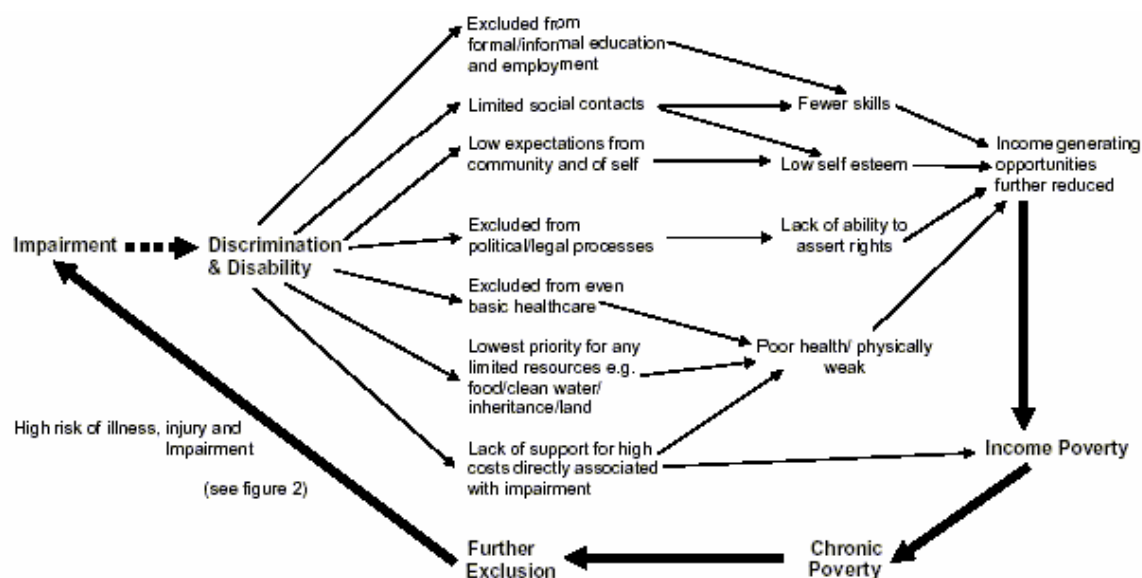 Excluded from
formal/informal education
and employment
Limited social contacts
Fewer skills
Low expectations from
community and of self
Low self esteem
Income generating
opportunities
further reduced
Impairment
Discrimination
& Disability
Excluded from
political/legal processes
Lack of ability to
assert rights
Excluded from even
basic healthcare
Lowest priority for any
limited resources e.g.
food/clean water/
inheritance/land
Poor health/ physically
weak
High risk of illness, injury and
Impairment
(see figure 2)
Lack of support for high
costs directly associated
with impairment
Income Poverty
Further
Exclusion
Chronic
Poverty